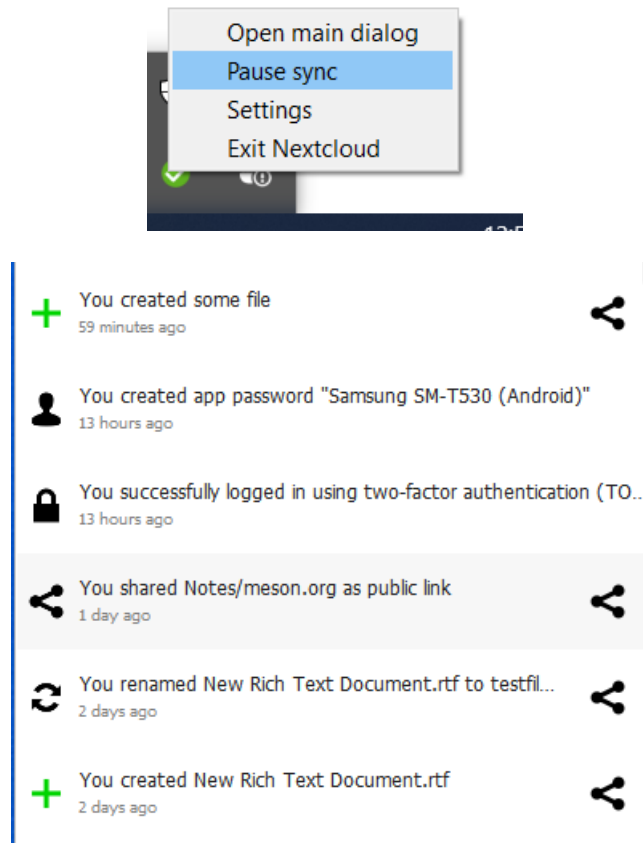 Open main dialog
Pause sync
Settings
Exit Nextcloud
You created some file
59 minutes ago
You created app password "Samsung SM-T530 (Android)"
13 hours ago
You successfully logged in using two-factor authentication (TO...
13 hours ago
You shared Notes/meson.org as public link
1 day ago
You renamed New Rich Text Document.rtf to testfil...
2 days ago
You created New Rich Text Document.rtf
2 days ago